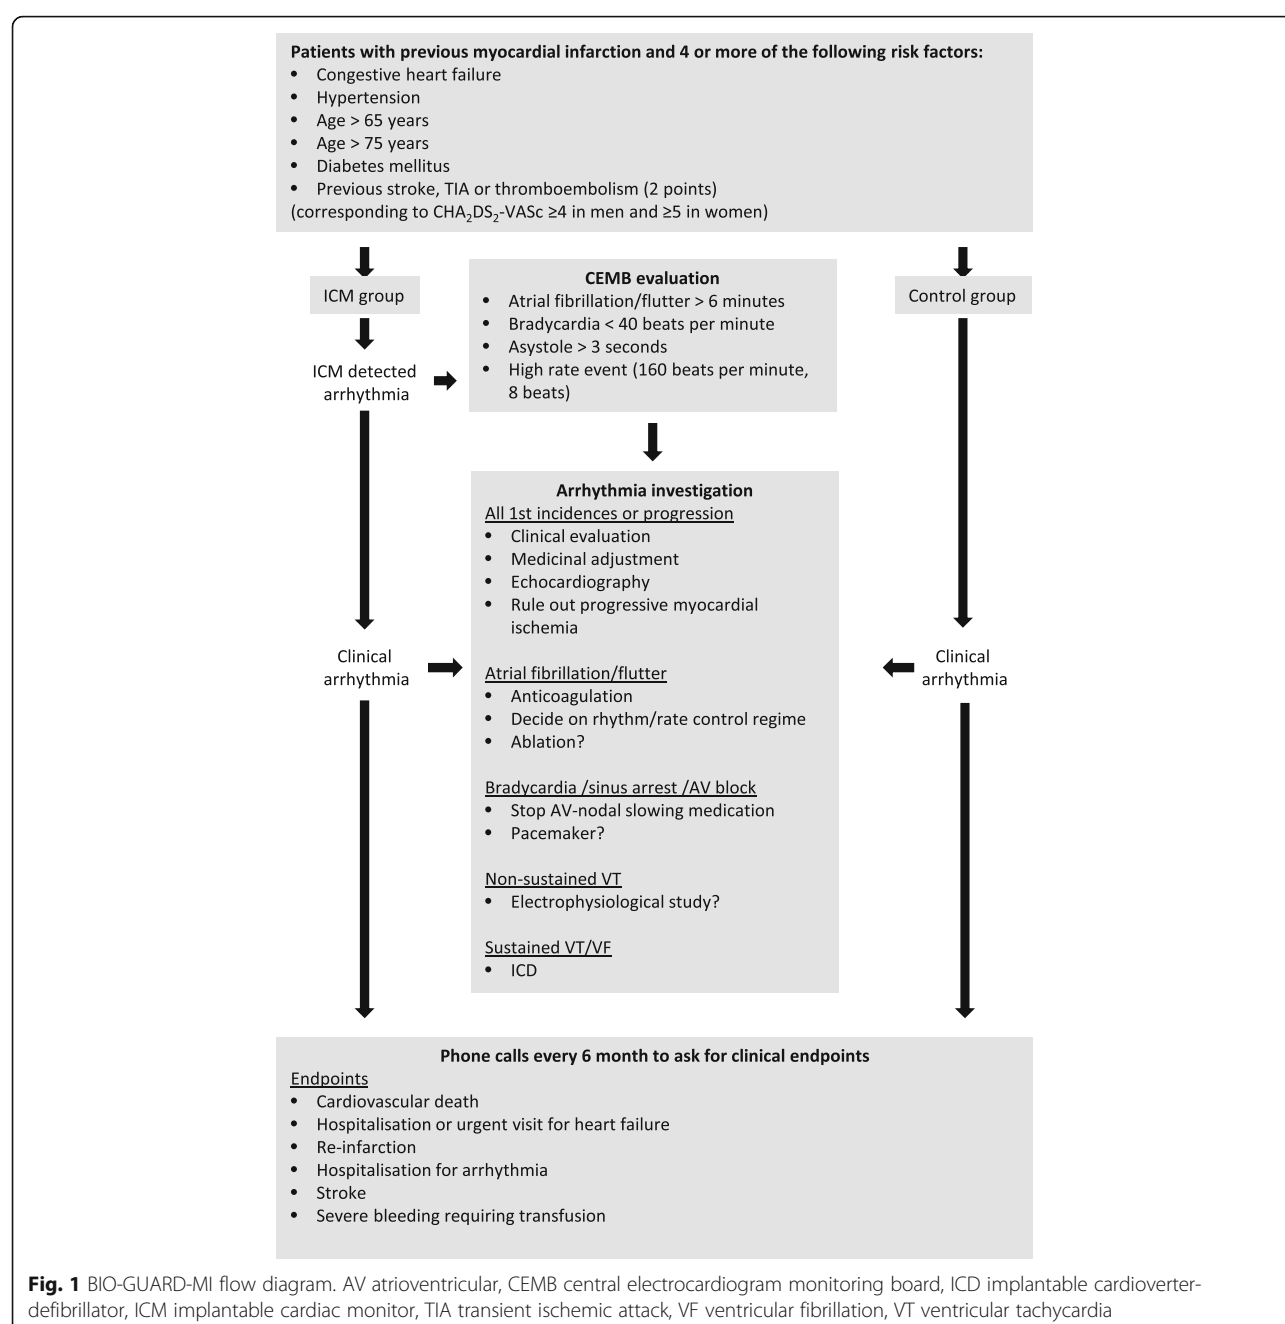 Patients with previous myocardial infarction and 4 or more of the following risk factors:
• Congestive heart failure
• Hypertension
• Age > 65 years
• Age > 75 years
• Diabetes mellitus
• Previous stroke, TIA or thromboembolism (2 points)
(corresponding to CHA2DS2-VASc ≥4 in men and ≥5 in women)
ICM group
CEMB evaluation
• Atrial fibrillation/flutter > 6 minutes
• Bradycardia < 40 beats per minute
• Asystole > 3 seconds
• High rate event (160 beats per minute,
8 beats)
Control group
ICM detected
arrhythmia
Arrhythmia investigation
All 1st incidences or progression
• Clinical evaluation
• Medicinal adjustment
• Echocardiography
• Rule out progressive myocardial
ischemia
Clinical
arrhythmia
Atrial fibrillation/flutter
• Anticoagulation
• Decide on rhythm/rate control regime
• Ablation?
Clinical
arrhythmia
Bradycardia /sinus arrest /AV block
• Stop AV-nodal slowing medication
• Pacemaker?
Non-sustained VT
• Electrophysiological study?
Sustained VT/VF
• ICD
Phone calls every 6 month to ask for clinical endpoints
Endpoints
• Cardiovascular death
• Hospitalisation or urgent visit for heart failure
• Re-infarction
• Hospitalisation for arrhythmia
• Stroke
• Severe bleeding requiring transfusion
Fig. 1 BIO-GUARD-MI flow diagram. AV atrioventricular, CEMB central electrocardiogram monitoring board, ICD implantable cardioverter-
defibrillator, ICM implantable cardiac monitor, TIA transient ischemic attack, VF ventricular fibrillation, VT ventricular tachycardia